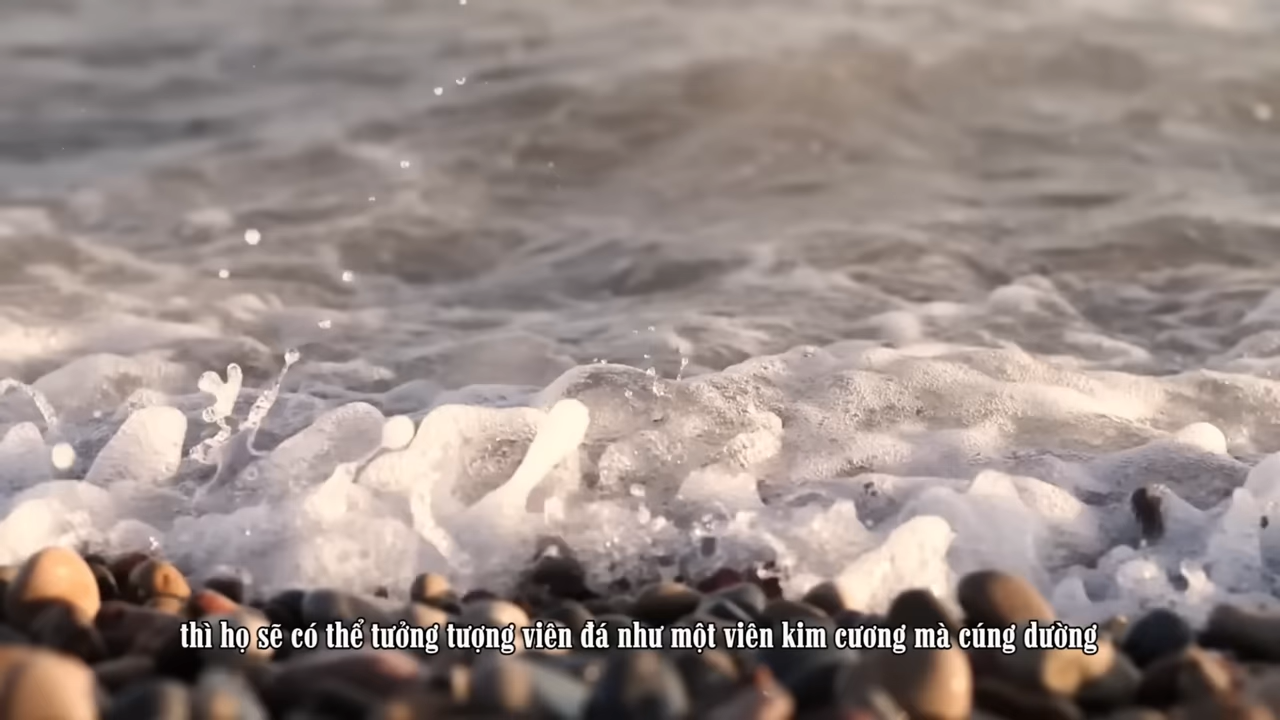 thì họ sẽ có thể tưởng tượng viên đá như một viên kim cương mà cúng dường